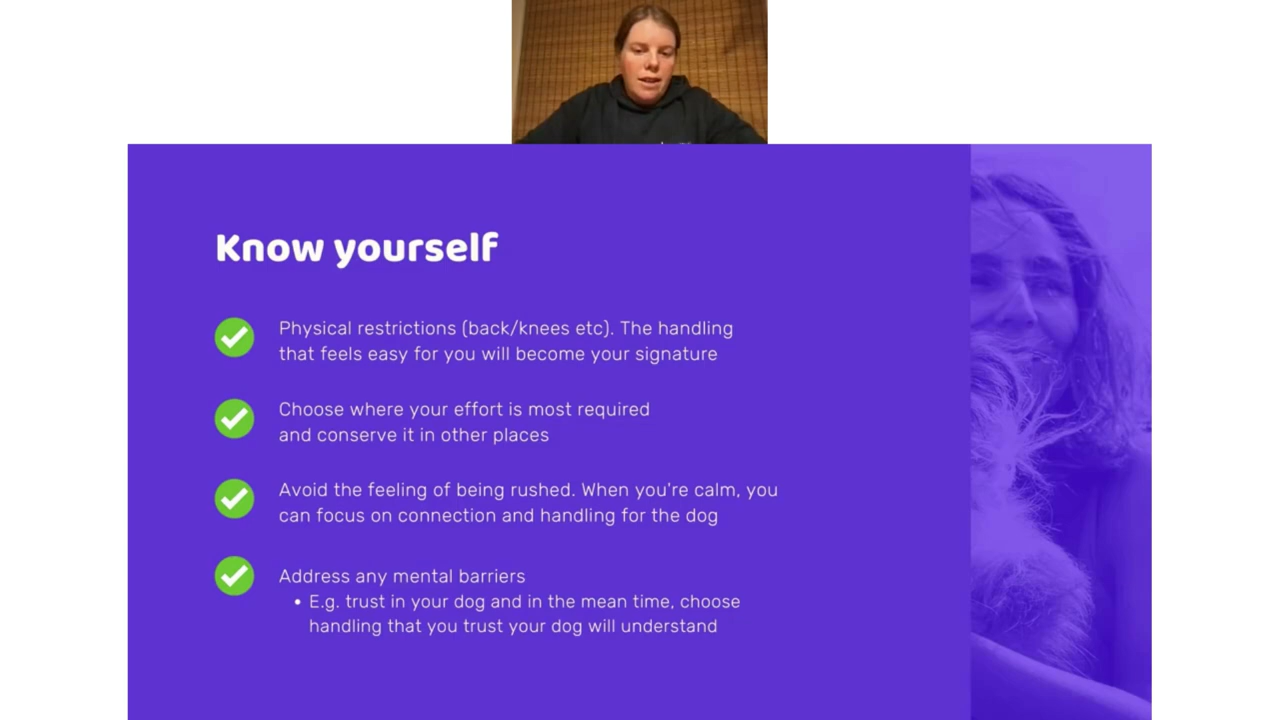 Know yourself
Physical restrictions (back/knees etc). The handling
that feels easy for you will become your signature
Choose where your effort is most required
and conserve it in other places
Avoid the feeling of being rushed. When you're calm, you
can focus on connection and handling for the dog
Address any mental barriers
• E.g. trust in your dog and in the mean time, choose
handling that you trust your dog will understand